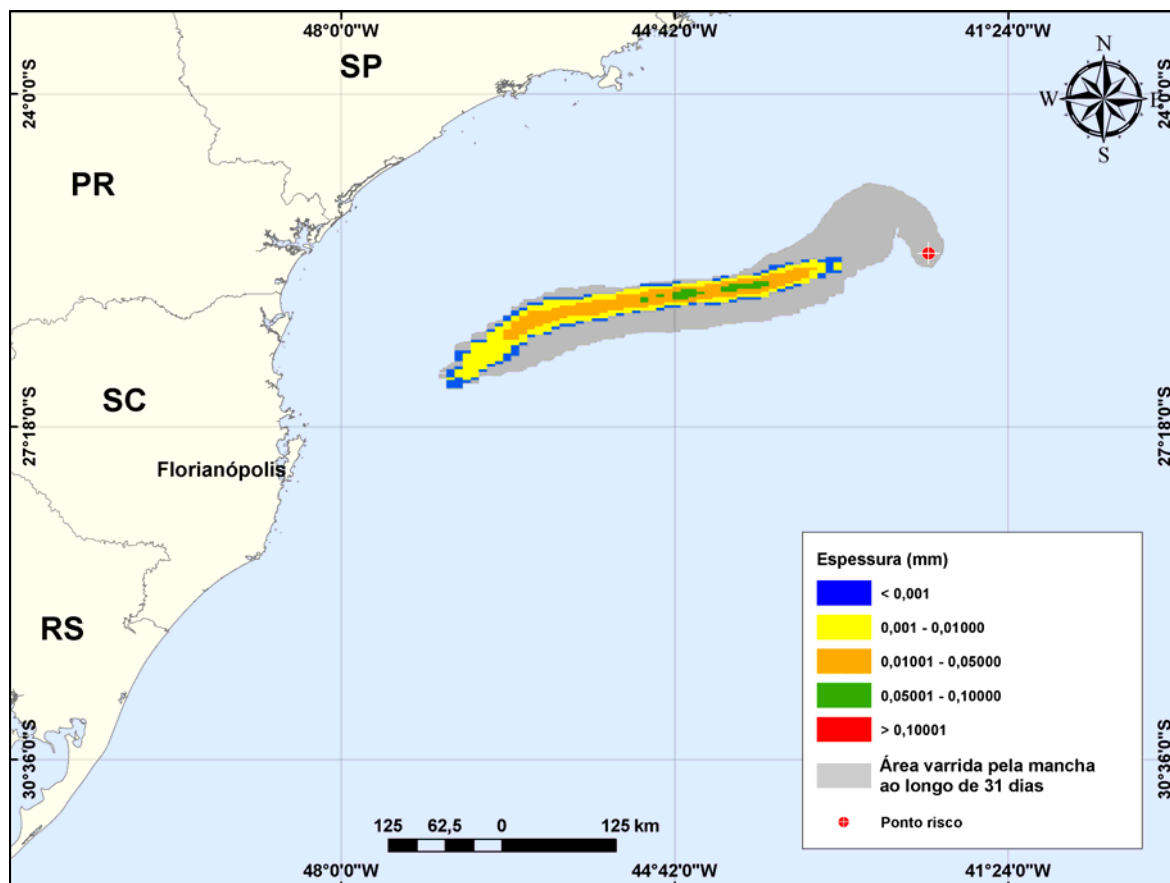 48°0'0"W
44°42'0"W
41°24'0"W
N
W
E
S
SP
24°0'0"S
24°0'0"S
PR
SC
27°18'0"S
27°18'0"S
Florianópolis
RS
30°36'0"S
30°36'0"S
Espessura (mm)
< 0,001
0,001 - 0,01000
0,01001 - 0,05000
0,05001 - 0,10000
> 0,10001
Área varrida pela mancha
ao longo de 31 dias
Ponto risco
125 62,5 0 125 km
48°0'0"W
44°42'0"W
41°24'0"W